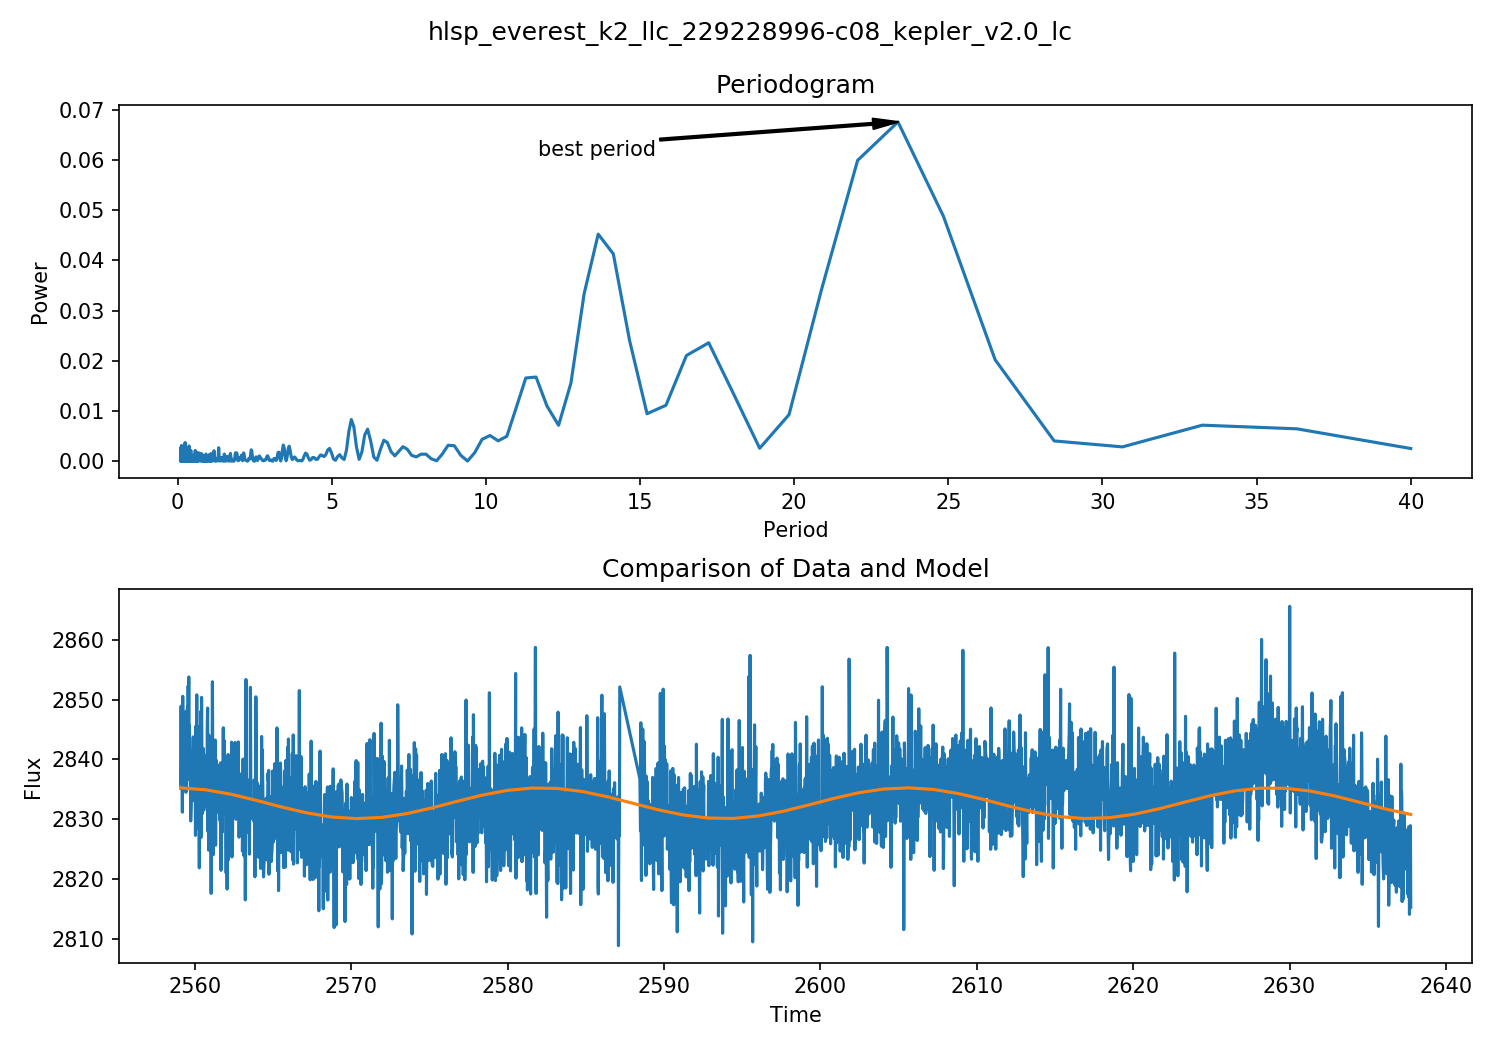 hlsp_everest_k2_llc_229228996-c08_kepler_v2.0_lc
Periodogram
0.07
0.06
0.05
0.04
0.03
0.02
0.01
0.00
Power
best period
0 5 10 15 20 25 30 35 40
Period
Comparison of Data and Model
2860
2850
2840
2830
2820
2810
Flux
2560 2570 2580 2590 2600 2610 2620 2630 2640
Time